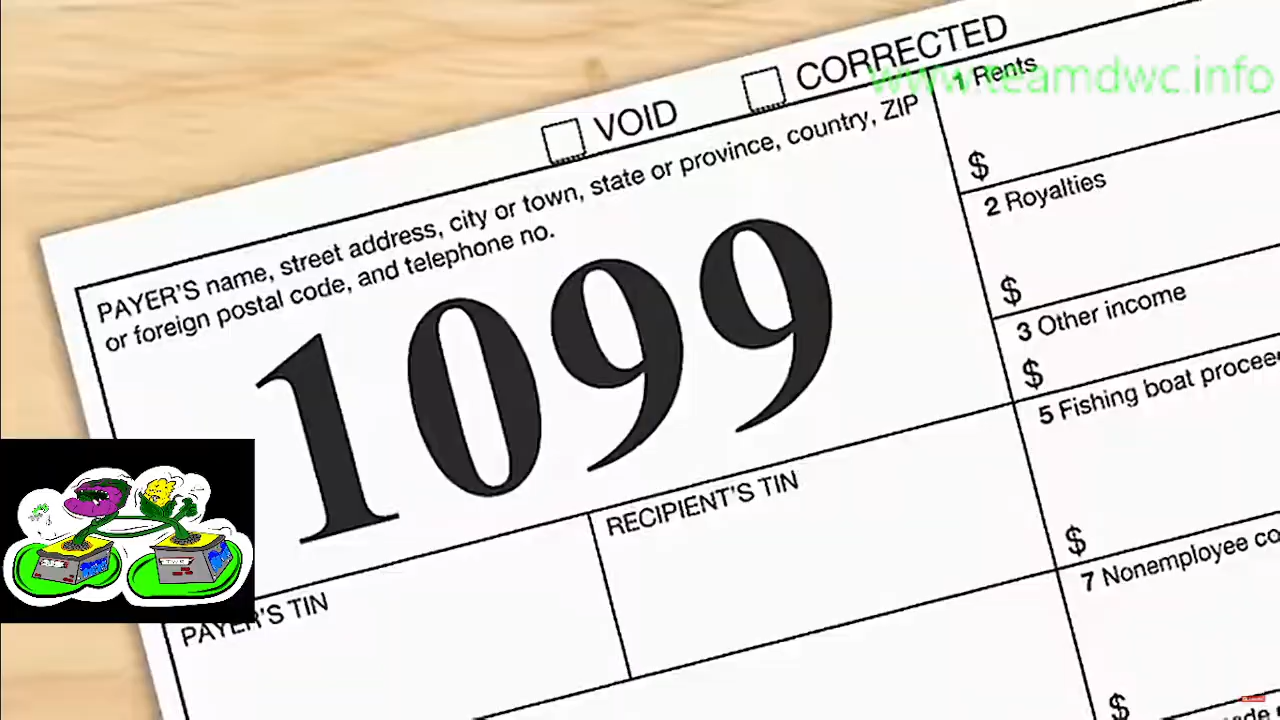 VOID
CORRECTED
www.teamdwc.info
PAYER'S name, street address, city or town, state or province, country, ZIP
or foreign postal code, and telephone no.
1099
1 Rents
$
2 Royalties
$
3 Other income
$
5 Fishing boat
$
7 Nonemployee
$
PAYER'S TIN
RECIPIENT'S TIN